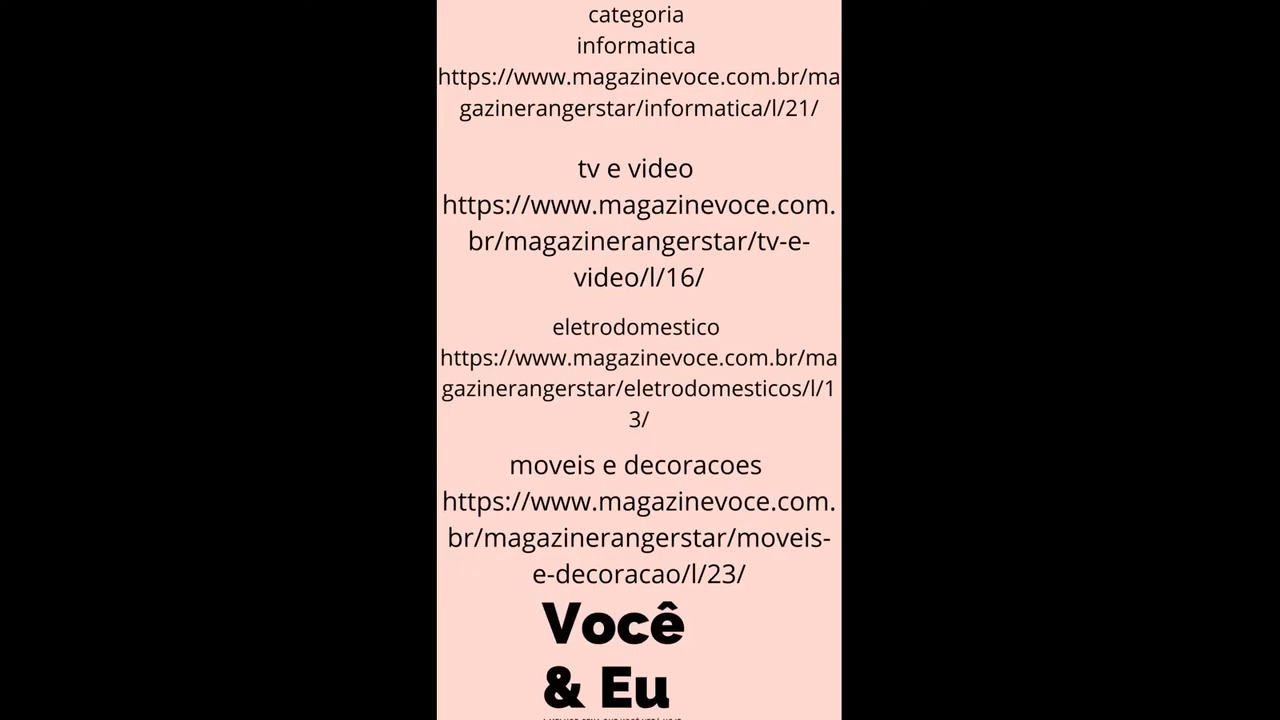 categoria
informatica
https://www.magazinevoce.com.br/ma
gazinerangerstar/informatica/l/21/
tv e video
https://www.magazinevoce.com.
br/magazinerangerstar/tv-e-
video/l/16/
eletrodomestico
https://www.magazinevoce.com.br/ma
gazinerangerstar/eletrodomesticos/l/1
3/
moveis e decoracoes
https://www.magazinevoce.com.
br/magazinerangerstar/moveis-
e-decoracao/l/23/
Você
& Eu